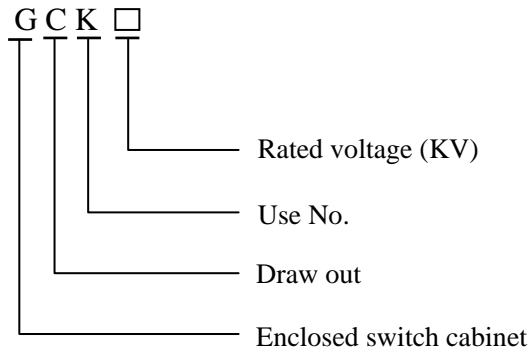 G C K □
Rated voltage (KV)
Use No.
Draw out
Enclosed switch cabinet